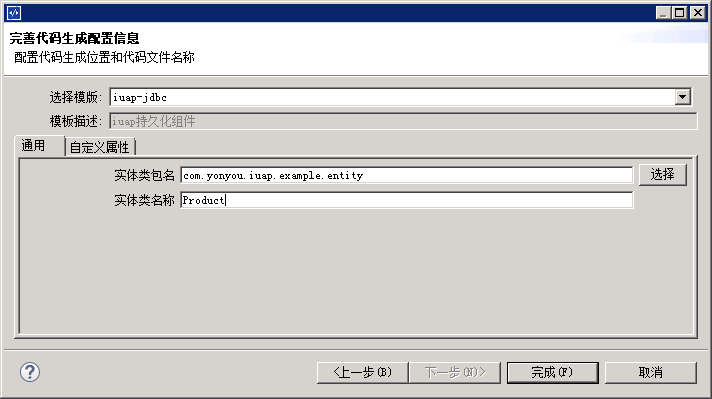 完善代码生成配置信息
配置代码生成位置和代码文件名称
选择模版: iuap-jdbc
模板描述: iuap持久化组件
通用 自定义属性
实体类包名 com.yonyou.iuap.example.entity 选择
实体类名称 Product
? <上一步(B) 下一步(N)> 完成(F) 取消